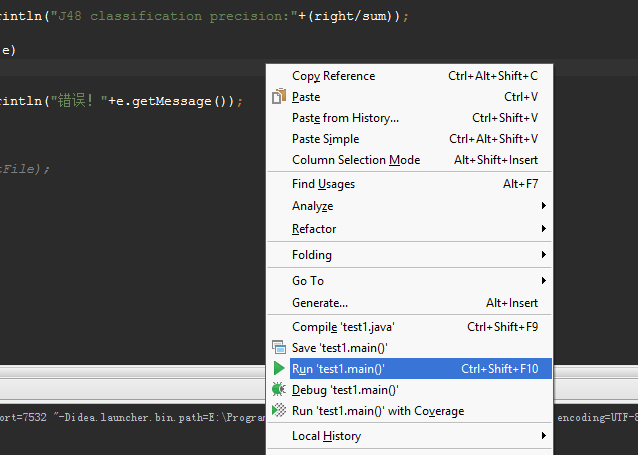 rintln("J48 classification precision:"+(right/sum));
e)
rintln("错误! "+e.getMessage());
tFile);
Copy Reference Ctrl+Alt+Shift+C
Paste Ctrl+V
Paste from History... Ctrl+Shift+V
Paste Simple Ctrl+Alt+Shift+V
Column Selection Mode Alt+Shift+Insert
Find Usages Alt+F7
Analyze
Refactor
Folding
Go To
Generate... Alt+Insert
Compile 'test1.java' Ctrl+Shift+F9
Save 'test1.main()'
Run 'test1.main()' Ctrl+Shift+F10
Debug 'test1.main()'
Run 'test1.main()' with Coverage
ort=7532 "-Didea.launcher.bin.path=E:\Progra encoding=UTF-8
Local History